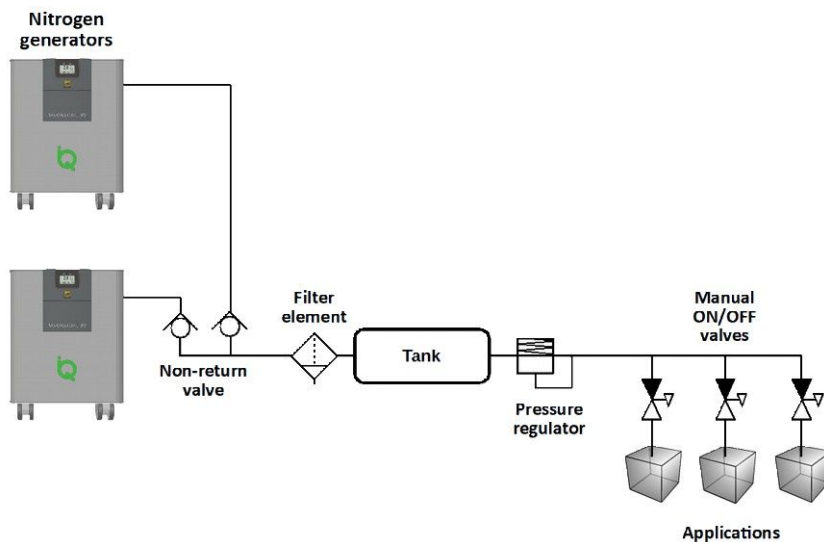 Nitrogen
generators
Filter
element
Manual
ON/OFF
valves
Tank
Non-return
valve
Pressure
regulator
Applications